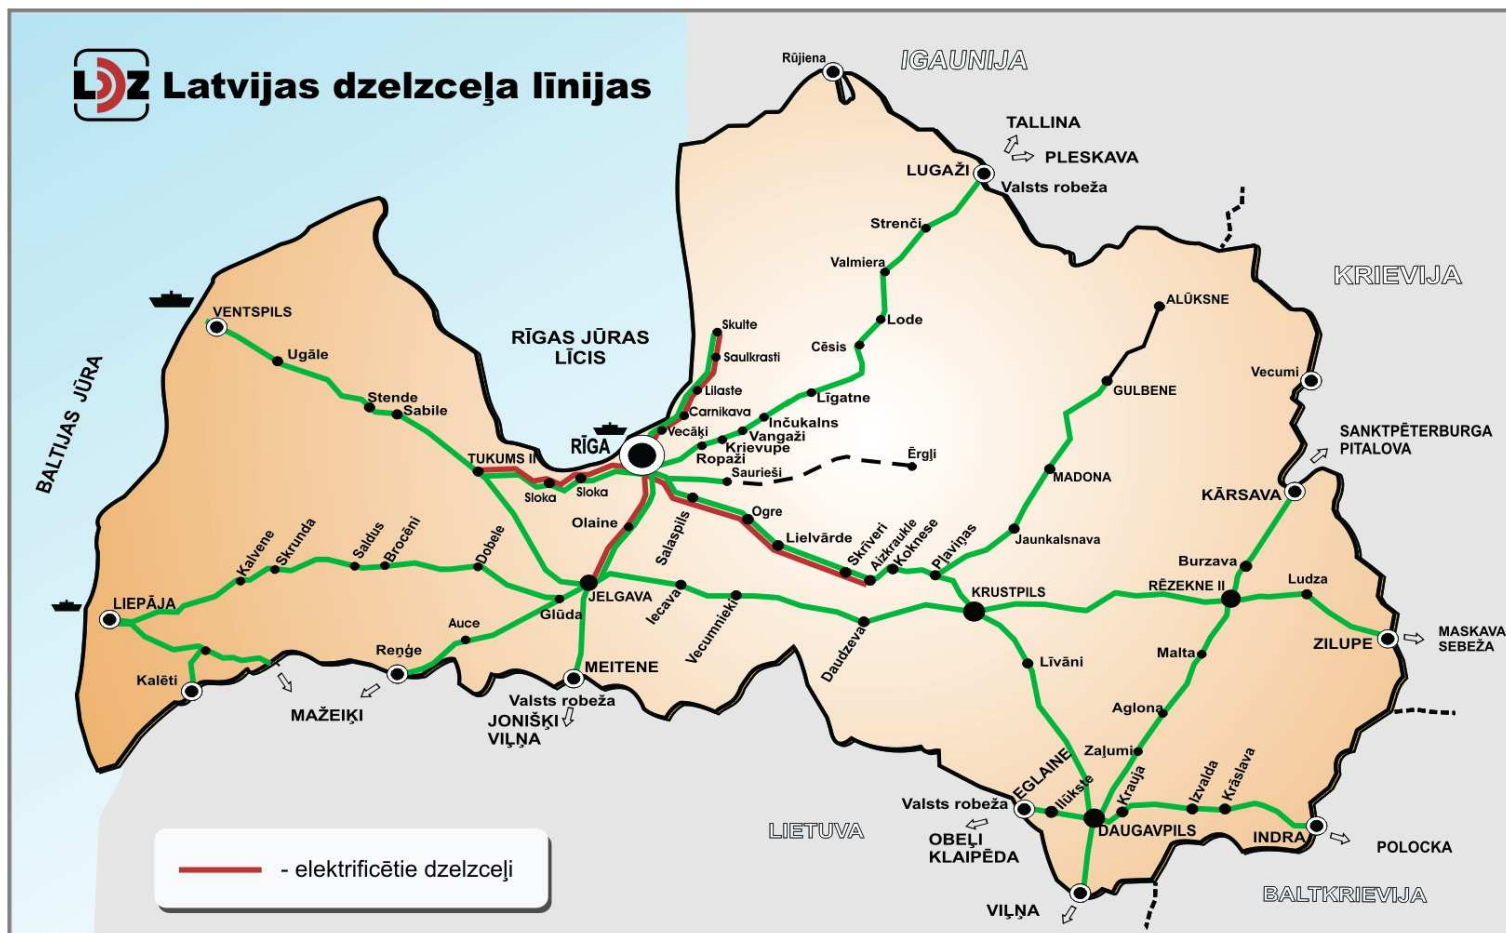 LDZ Latvijas dzelzceļa līnijas
Rūjiena
IGAUNIJA
TALLINA
PLESKAVA
LUGAŽI
Valsts robeža
Strenči
Valmiera
KRIEVIJA
VENTSPILS
ALŪKSNE
Lode
Skulte
RĪGAS JŪRAS
LĪCIS
Cēsis
Ugāle
Saulkrasti
BALTIJAS JŪRA
Vecumi
GULBENE
Līgatne
Lilaste
Stende
Sabile
Carnikava
Inčukalns
Vecāķi
Vangaži
Krievupe
Ropaži
RĪGA
SANKTPĒTERBURGA
PITALOVA
TUKUMS II
Ērgļi
Saurieši
Sloka
Sloka
MADONA
KĀRSAVA
Olaine
Salaspils
Ogre
Lielvārde
Skrīveri
Aizkraukle
Koknese
Pļaviņas
Jaunkalsnava
Kalvene
Skrunda
Saldus
Brocēni
Dobele
Burzava
RĒZEKNE II
Ludza
LIEPĀJA
Glūda
JELGAVA
Iecava
Vecumnieki
Daudzeva
KRUSTPILS
Auce
Reņģe
MEITENE
ZILUPE
MASKAVA
SEBEŽA
Līvāni
Malta
Kalēti
MAŽEIĶI
Valsts robeža
JONIŠĶI
VIĻŅA
Aglona
Zaļumi
EGLAINE
Ilūkste
Krauja
Izvalda
Krāslava
Valsts robeža
LIETUVA
OBEĻI
KLAIPĒDA
DAUGAVPILS
INDRA
POLOCKA
- elektrificētie dzelzceļi
VIĻŅA
BALTKRIEVIJA